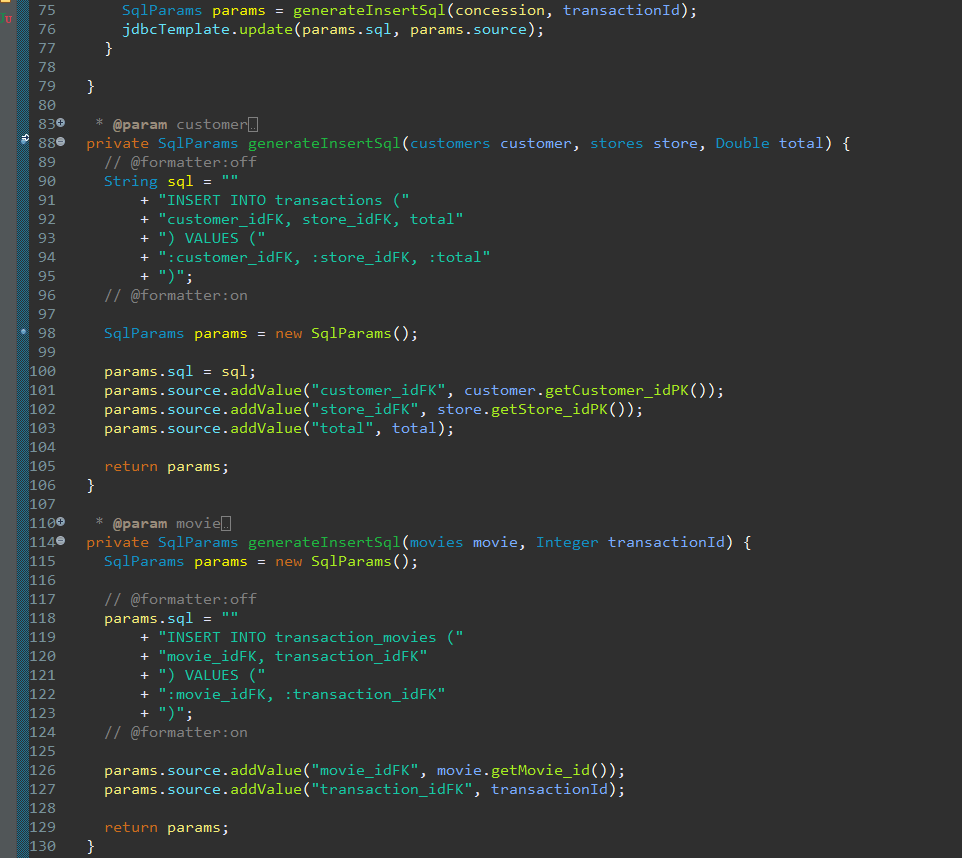 75 SqlParams params = generateInsertSql(concession, transactionId);
76 jdbcTemplate.update(params.sql, params.source);
77 }
78
79 }
80
83 * @param customer
88 private SqlParams generateInsertSql(customers customer, stores store, Double total) {
89 // @formatter:off
90 String sql = ""
91 + "INSERT INTO transactions ("
92 + "customer_idFK, store_idFK, total"
93 + ") VALUES ("
94 + ":customer_idFK, :store_idFK, :total"
95 + ")";
96 // @formatter:on
97
98 SqlParams params = new SqlParams();
99
100 params.sql = sql;
101 params.source.addValue("customer_idFK", customer.getCustomer_idPK());
102 params.source.addValue("store_idFK", store.getStore_idPK());
103 params.source.addValue("total", total);
104
105 return params;
106 }
107
110 * @param movie
114 private SqlParams generateInsertSql(movies movie, Integer transactionId) {
115 SqlParams params = new SqlParams();
116
117 // @formatter:off
118 params.sql = ""
119 + "INSERT INTO transaction_movies ("
120 + "movie_idFK, transaction_idFK"
121 + ") VALUES ("
122 + ":movie_idFK, :transaction_idFK"
123 + ")";
124 // @formatter:on
125
126 params.source.addValue("movie_idFK", movie.getMovie_id());
127 params.source.addValue("transaction_idFK", transactionId);
128
129 return params;
130 }